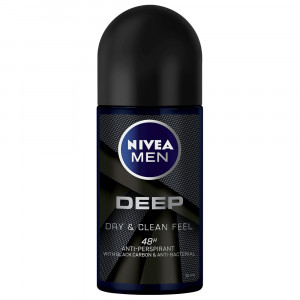 NIVEA
MEN
DEEP
DRY & CLEAN FEEL
48H
ANTI-PERSPIRANT
WITH BLACK CARBON & ANTI-BACTERIAL